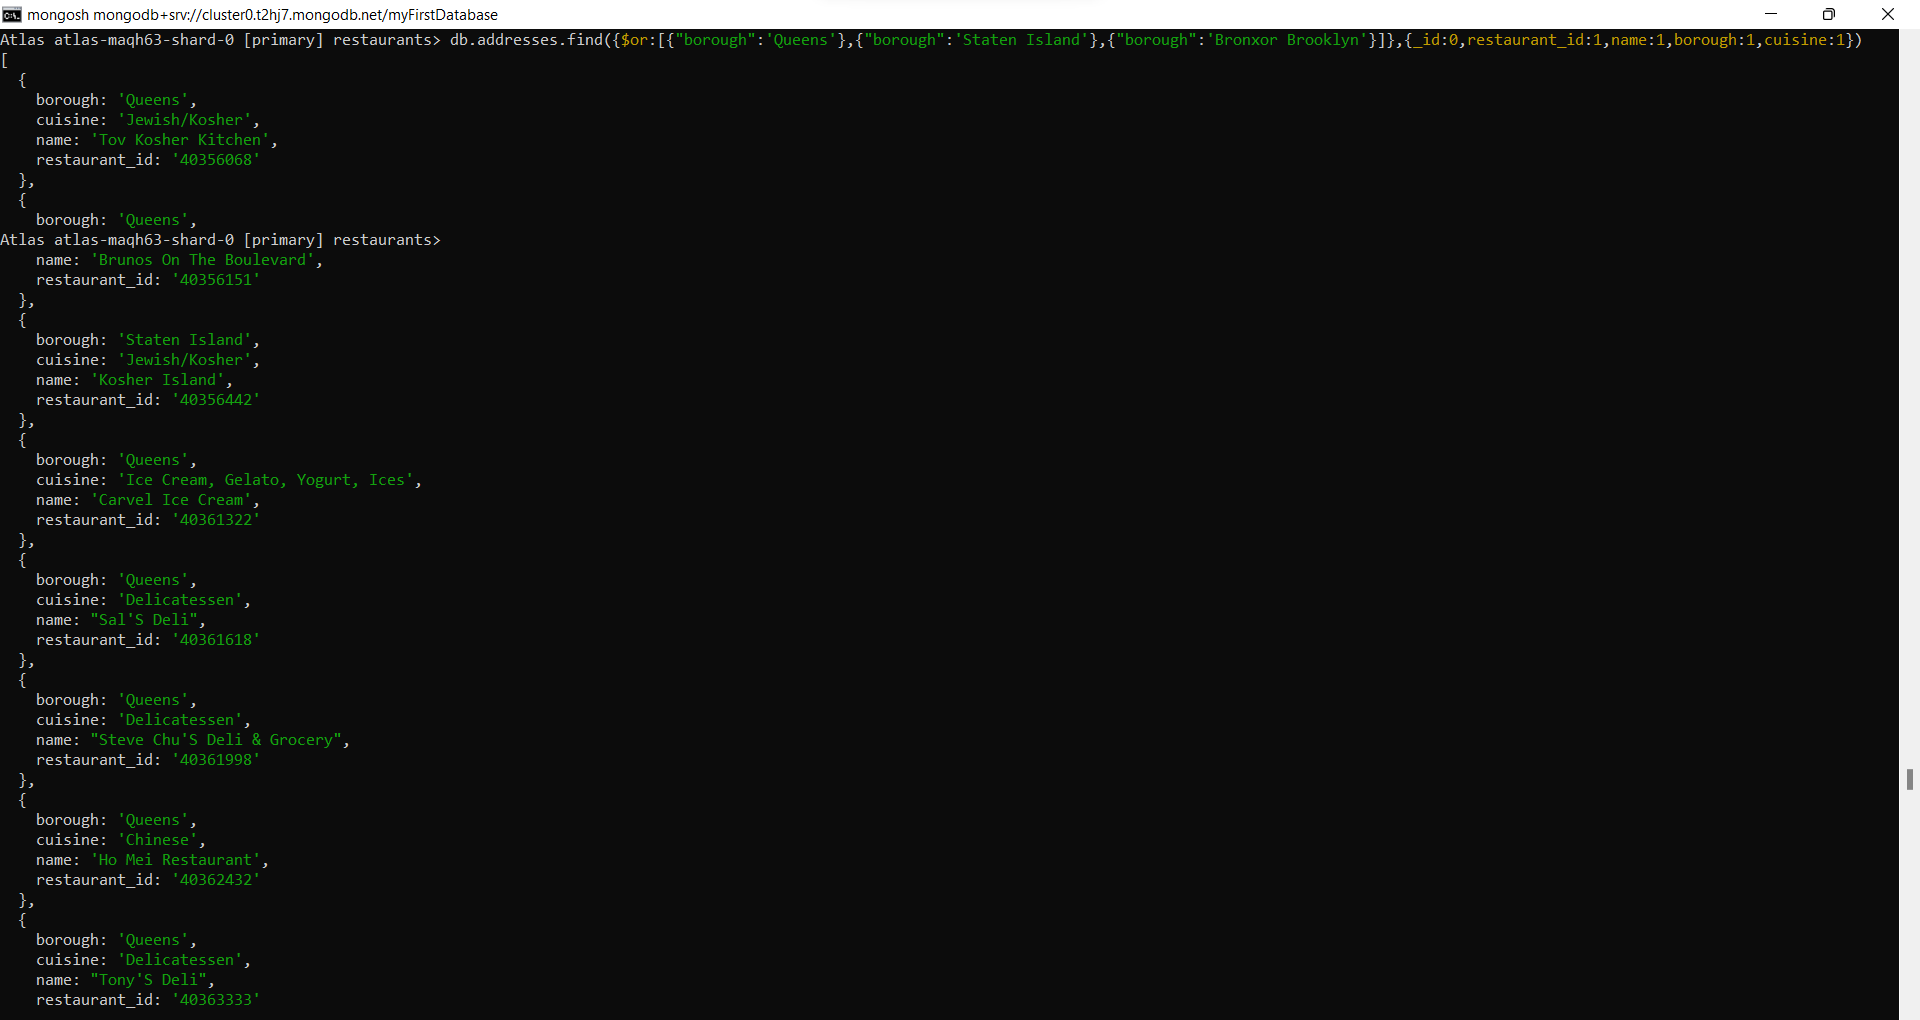 mongosh mongodb+srv://cluster0.t2hj7.mongodb.net/myFirstDatabase
Atlas atlas-maqh63-shard-0 [primary] restaurants> db.addresses.find({$or:[{"borough":'Queens'},{"borough":'Staten Island'},{"borough":'Bronxor Brooklyn'}]},{_id:0,restaurant_id:1,name:1,borough:1,cuisine:1})
[
  {
    borough: 'Queens',
    cuisine: 'Jewish/Kosher',
    name: 'Tov Kosher Kitchen',
    restaurant_id: '40356068'
  },
  {
    borough: 'Queens',
Atlas atlas-maqh63-shard-0 [primary] restaurants>
    name: 'Brunos On The Boulevard',
    restaurant_id: '40356151'
  },
  {
    borough: 'Staten Island',
    cuisine: 'Jewish/Kosher',
    name: 'Kosher Island',
    restaurant_id: '40356442'
  },
  {
    borough: 'Queens',
    cuisine: 'Ice Cream, Gelato, Yogurt, Ices',
    name: 'Carvel Ice Cream',
    restaurant_id: '40361322'
  },
  {
    borough: 'Queens',
    cuisine: 'Delicatessen',
    name: "Sal'S Deli",
    restaurant_id: '40361618'
  },
  {
    borough: 'Queens',
    cuisine: 'Delicatessen',
    name: "Steve Chu'S Deli & Grocery",
    restaurant_id: '40361998'
  },
  {
    borough: 'Queens',
    cuisine: 'Chinese',
    name: 'Ho Mei Restaurant',
    restaurant_id: '40362432'
  },
  {
    borough: 'Queens',
    cuisine: 'Delicatessen',
    name: "Tony'S Deli",
    restaurant_id: '40363333'